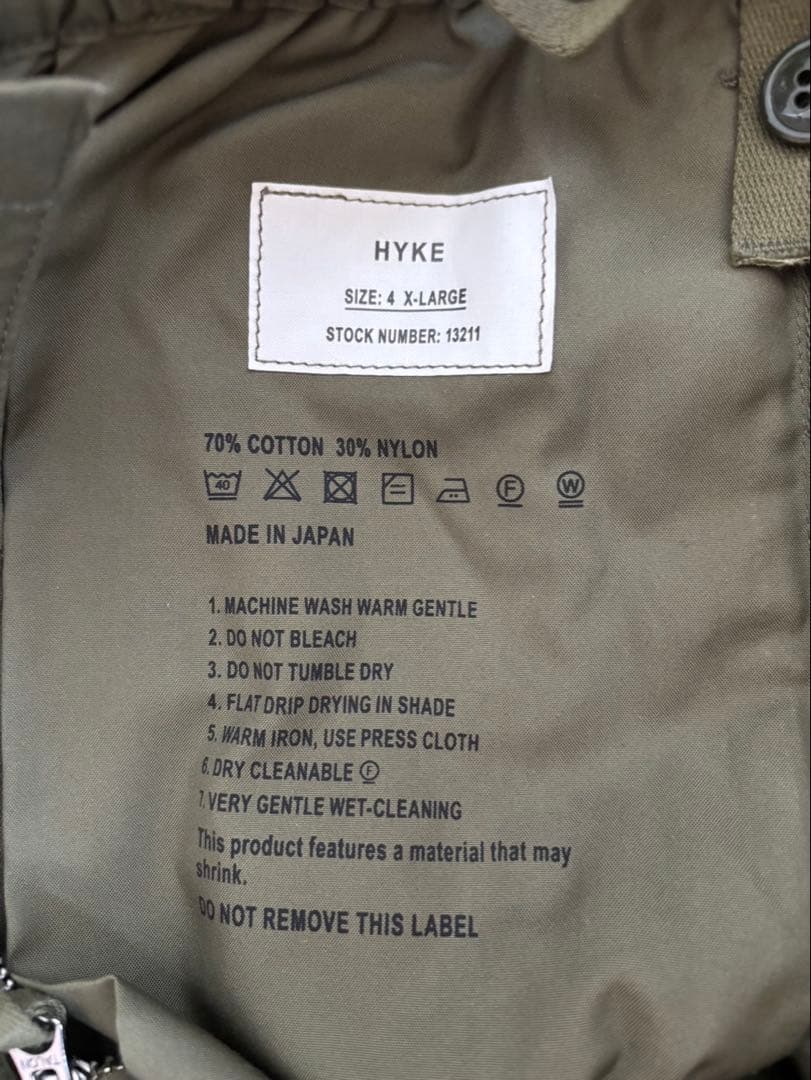 HYKE
SIZE: 4 X-LARGE
STOCK NUMBER: 13211
70% COTTON 30% NYLON
40 F W
MADE IN JAPAN
1. MACHINE WASH WARM GENTLE
2. DO NOT BLEACH
3. DO NOT TUMBLE DRY
4. FLAT DRIP DRYING IN SHADE
5. WARM IRON, USE PRESS CLOTH
6. DRY CLEANABLE Ⓕ
7. VERY GENTLE WET-CLEANING
This product features a material that may
shrink.
DO NOT REMOVE THIS LABEL